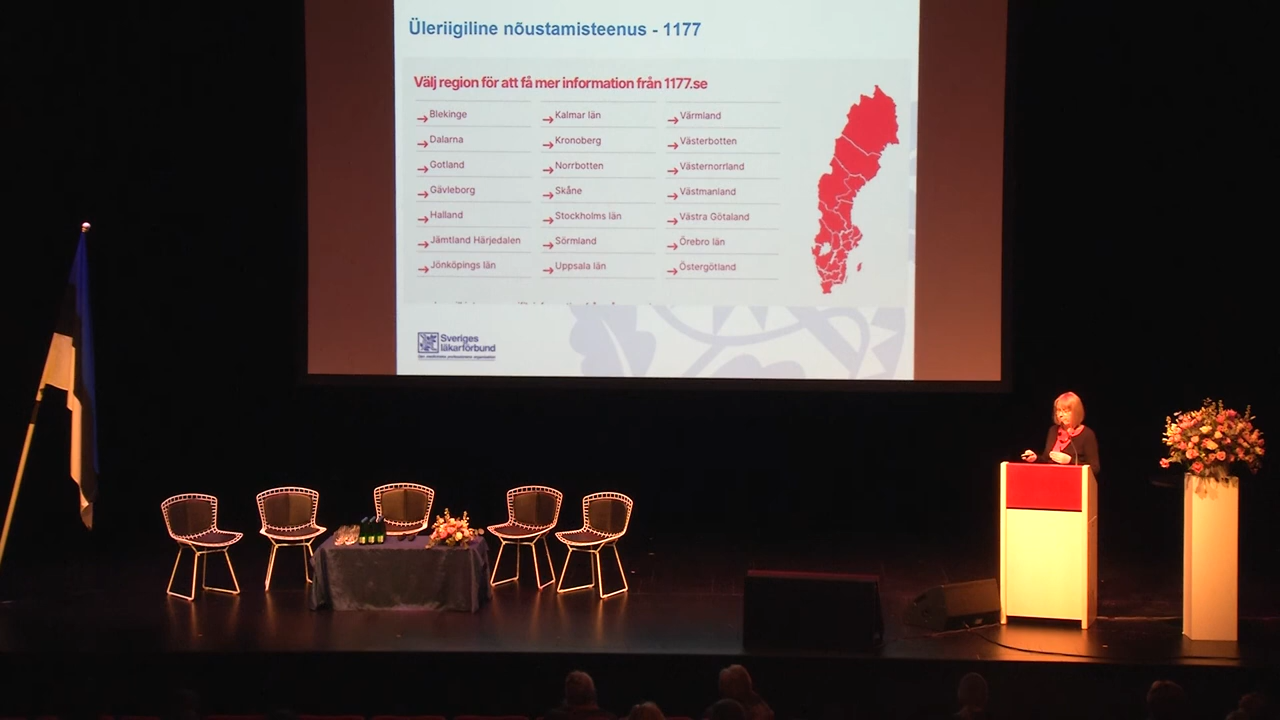 Üleriigiline nõustamisteenus - 1177
Välj region för att få mer information från 1177.se
Blekinge
Dalarna
Gotland
Gävleborg
Halland
Jämtland Härjedalen
Jönköpings län
Kalmar län
Kronoberg
Norrbotten
Skåne
Stockholms län
Sörmland
Uppsala län
Värmland
Västerbotten
Västernorrland
Västmanland
Västra Götaland
Örebro län
Östergötland
Sveriges
läkarförbund